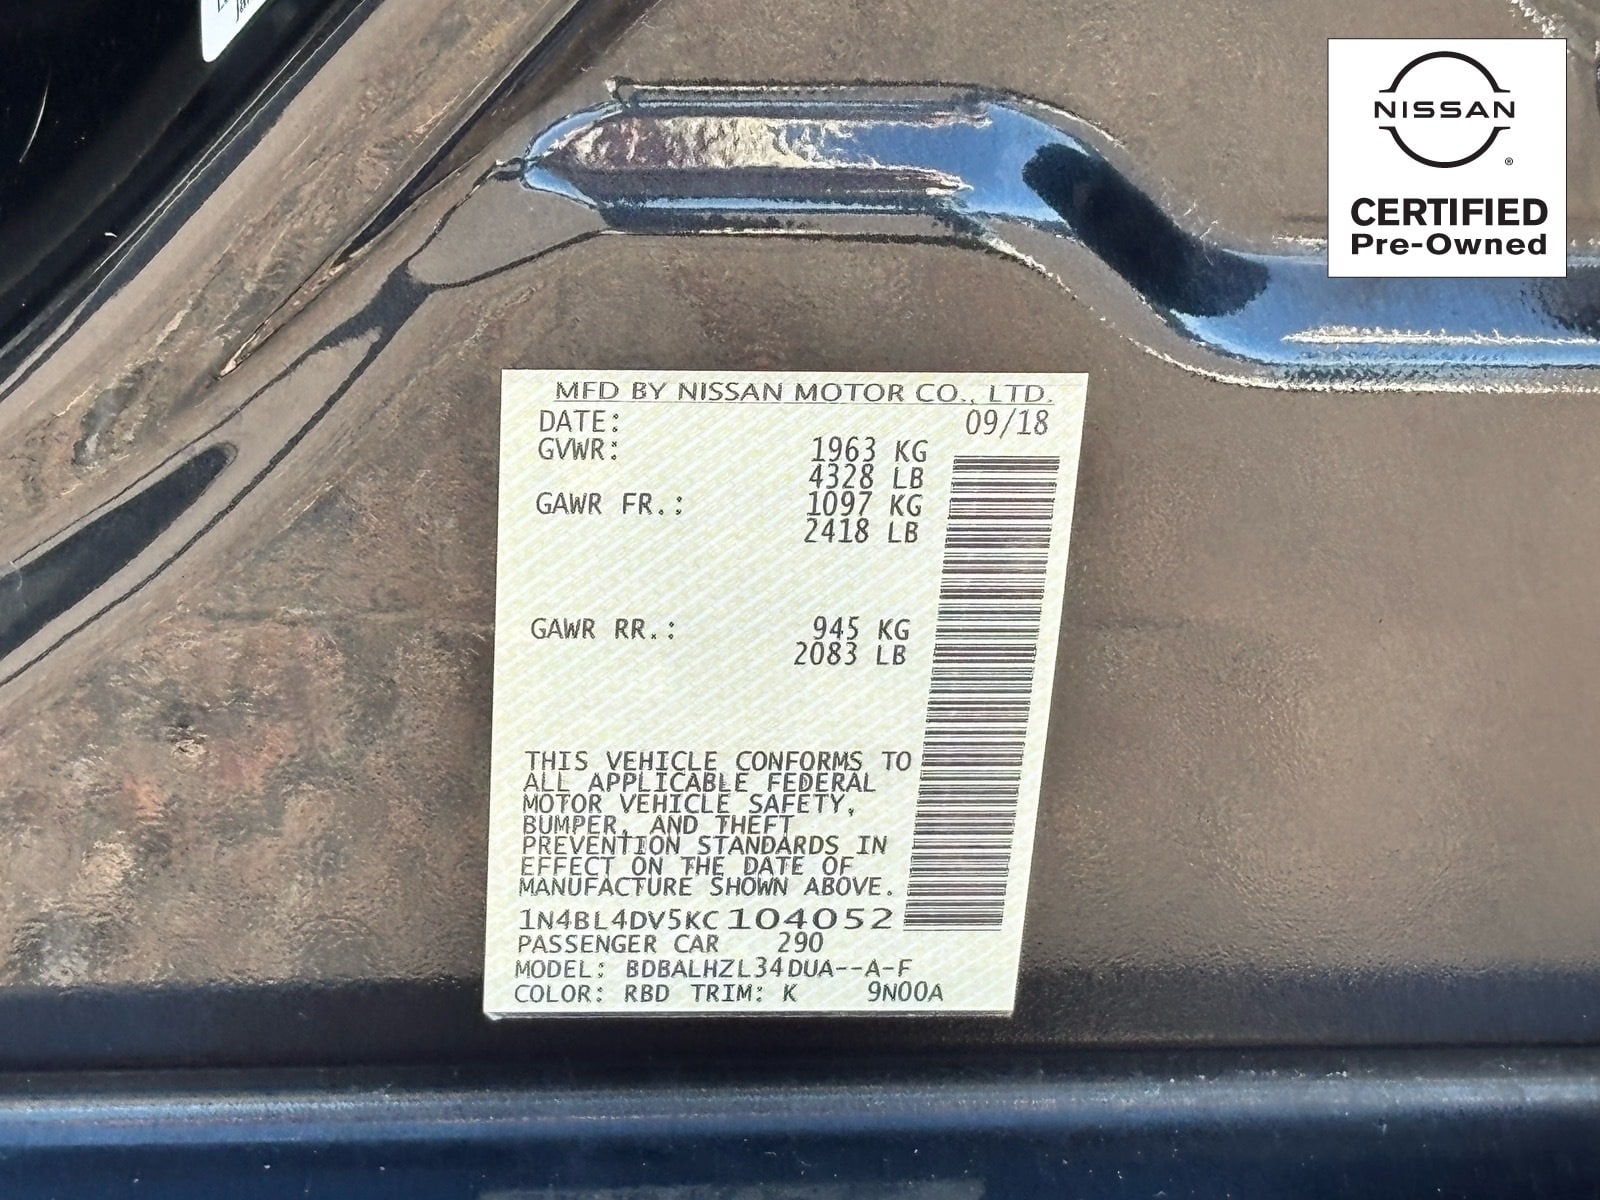 NISSAN
®
CERTIFIED
Pre-Owned
MFD BY NISSAN MOTOR CO., LTD.
DATE: 09/18
GVWR: 1963 KG
4328 LB
GAWR FR.: 1097 KG
2418 LB
GAWR RR.: 945 KG
2083 LB
THIS VEHICLE CONFORMS TO
ALL APPLICABLE FEDERAL
MOTOR VEHICLE SAFETY,
BUMPER, AND THEFT
PREVENTION STANDARDS IN
EFFECT ON THE DATE OF
MANUFACTURE SHOWN ABOVE.
1N4BL4DV5KC104052
PASSENGER CAR 290
MODEL: BDBALHZL34DUA--A-F
COLOR: RBD TRIM: K 9N00A